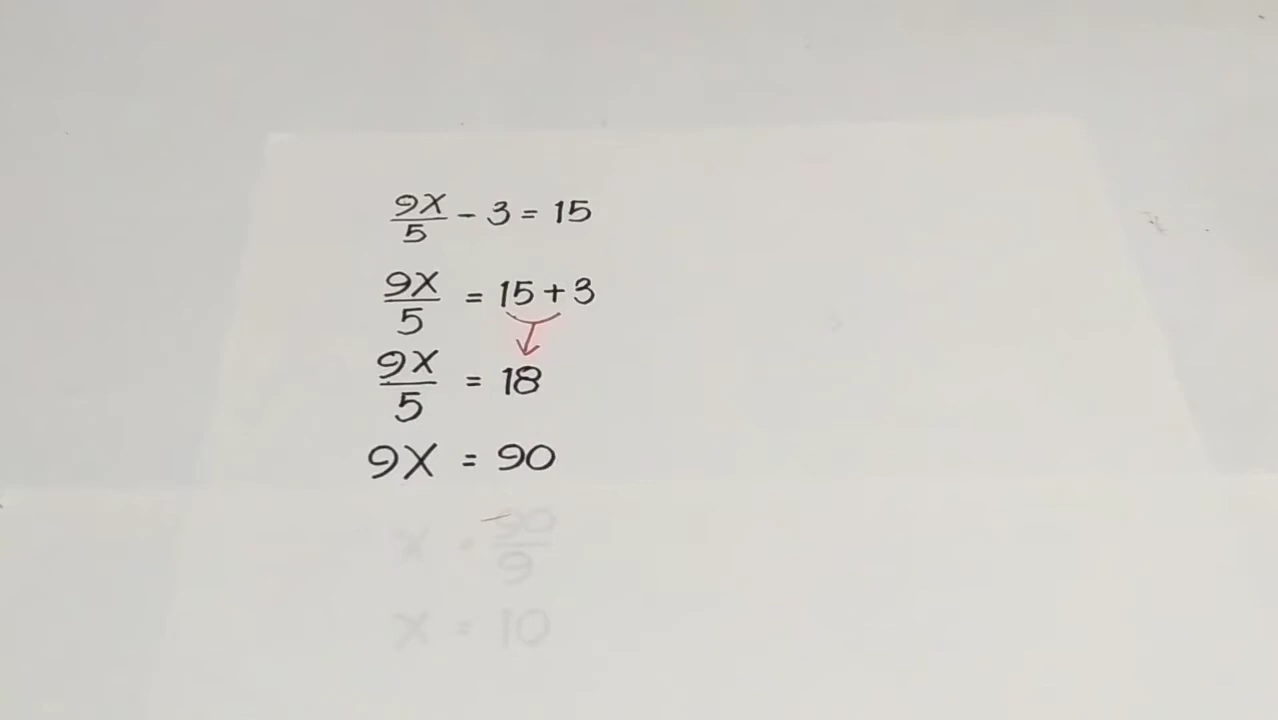 9X/5 - 3 = 15
9X/5 = 15 + 3
9X/5 = 18
9X = 90
x = 90/9
x = 10